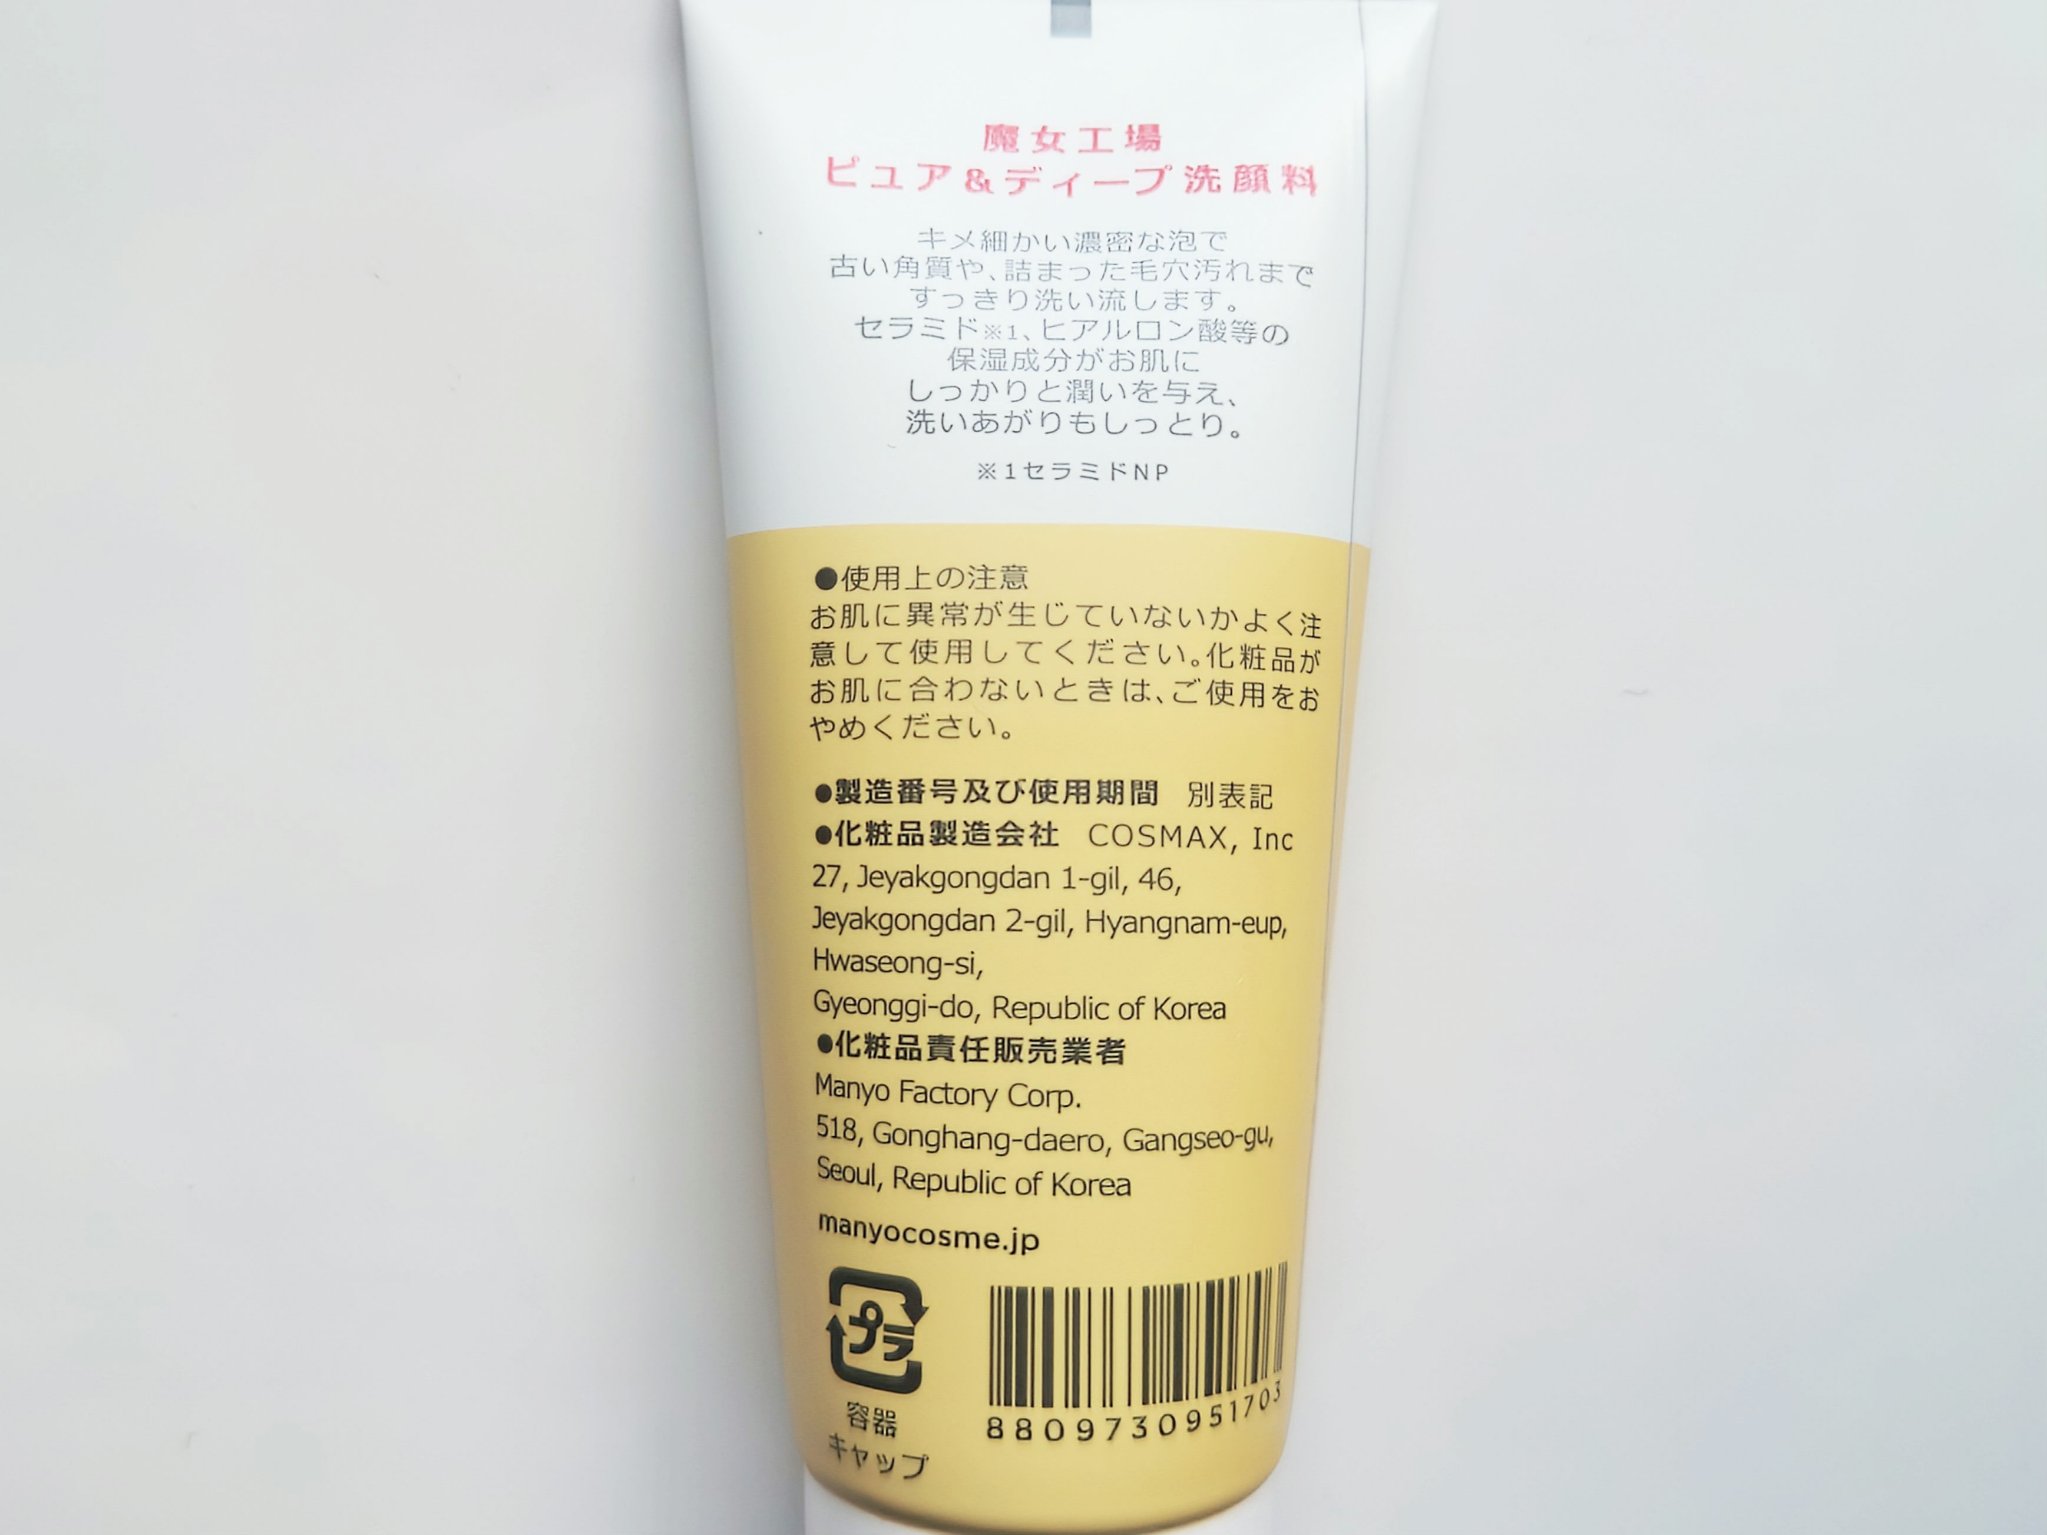 魔女工場
ピュア&ディープ洗顔料
キメ細かい濃密な泡で
古い角質や、詰まった毛穴汚れまで
すっきり洗い流します。
セラミド※1、ヒアルロン酸等の
保湿成分がお肌に
しっかりと潤いを与え、
洗いあがりもしっとり。
※1セラミドNP
●使用上の注意
お肌に異常が生じていないかよく注
意して使用してください。化粧品が
お肌に合わないときは、ご使用をお
やめください。
●製造番号及び使用期間 別表記
●化粧品製造会社 COSMAX, Inc
27, Jeyakgongdan 1-gil, 46,
Jeyakgongdan 2-gil, Hyangnam-eup,
Hwaseong-si,
Gyeonggi-do, Republic of Korea
●化粧品責任販売業者
Manyo Factory Corp.
518, Gonghang-daero, Gangseo-gu,
Seoul, Republic of Korea
manyocosme.jp
プラ
容器
キャップ
8809730951703